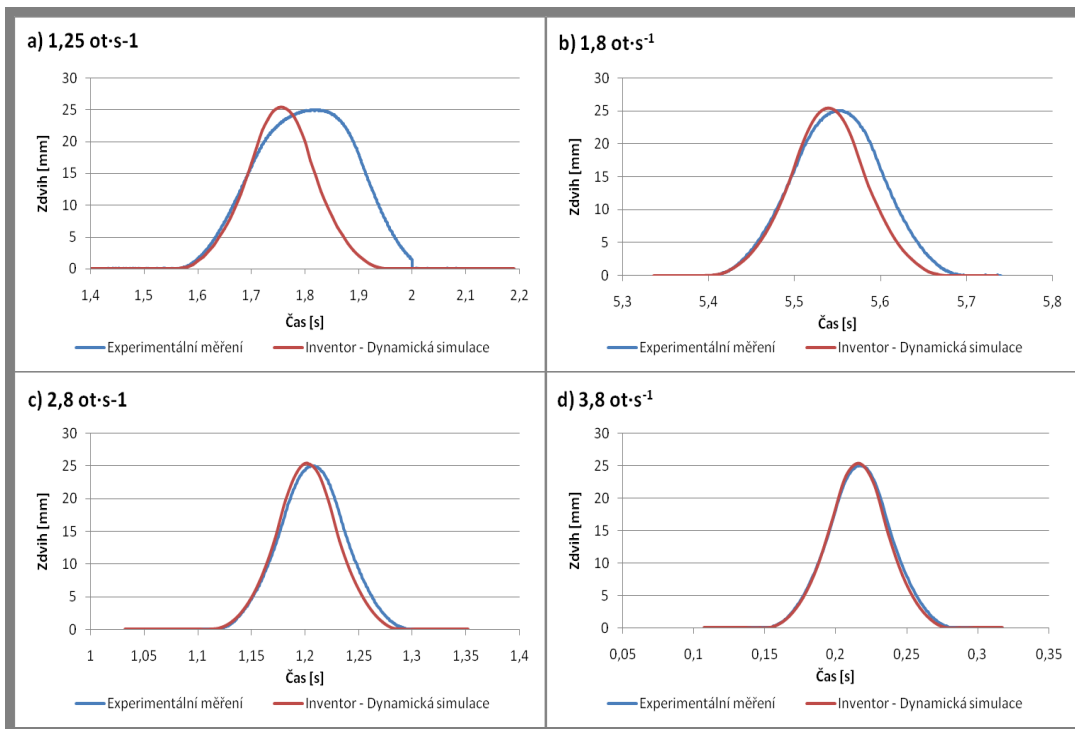 a) 1,25 ot·s-1
30
25
20
15
10
5
0
Zdvih [mm]
1,4 1,5 1,6 1,7 1,8 1,9 2 2,1 2,2
Čas [s]
Experimentální měření Inventor - Dynamická simulace
b) 1,8 ot·s⁻¹
30
25
20
15
10
5
0
Zdvih [mm]
5,3 5,4 5,5 5,6 5,7 5,8
Čas [s]
Experimentální měření Inventor - Dynamická simulace
c) 2,8 ot·s-1
30
25
20
15
10
5
0
Zdvih [mm]
1 1,05 1,1 1,15 1,2 1,25 1,3 1,35 1,4
Čas [s]
Experimentální měření Inventor - Dynamická simulace
d) 3,8 ot·s⁻¹
30
25
20
15
10
5
0
Zdvih [mm]
0,05 0,1 0,15 0,2 0,25 0,3 0,35
Čas [s]
Experimentální měření Inventor - Dynamická simulace